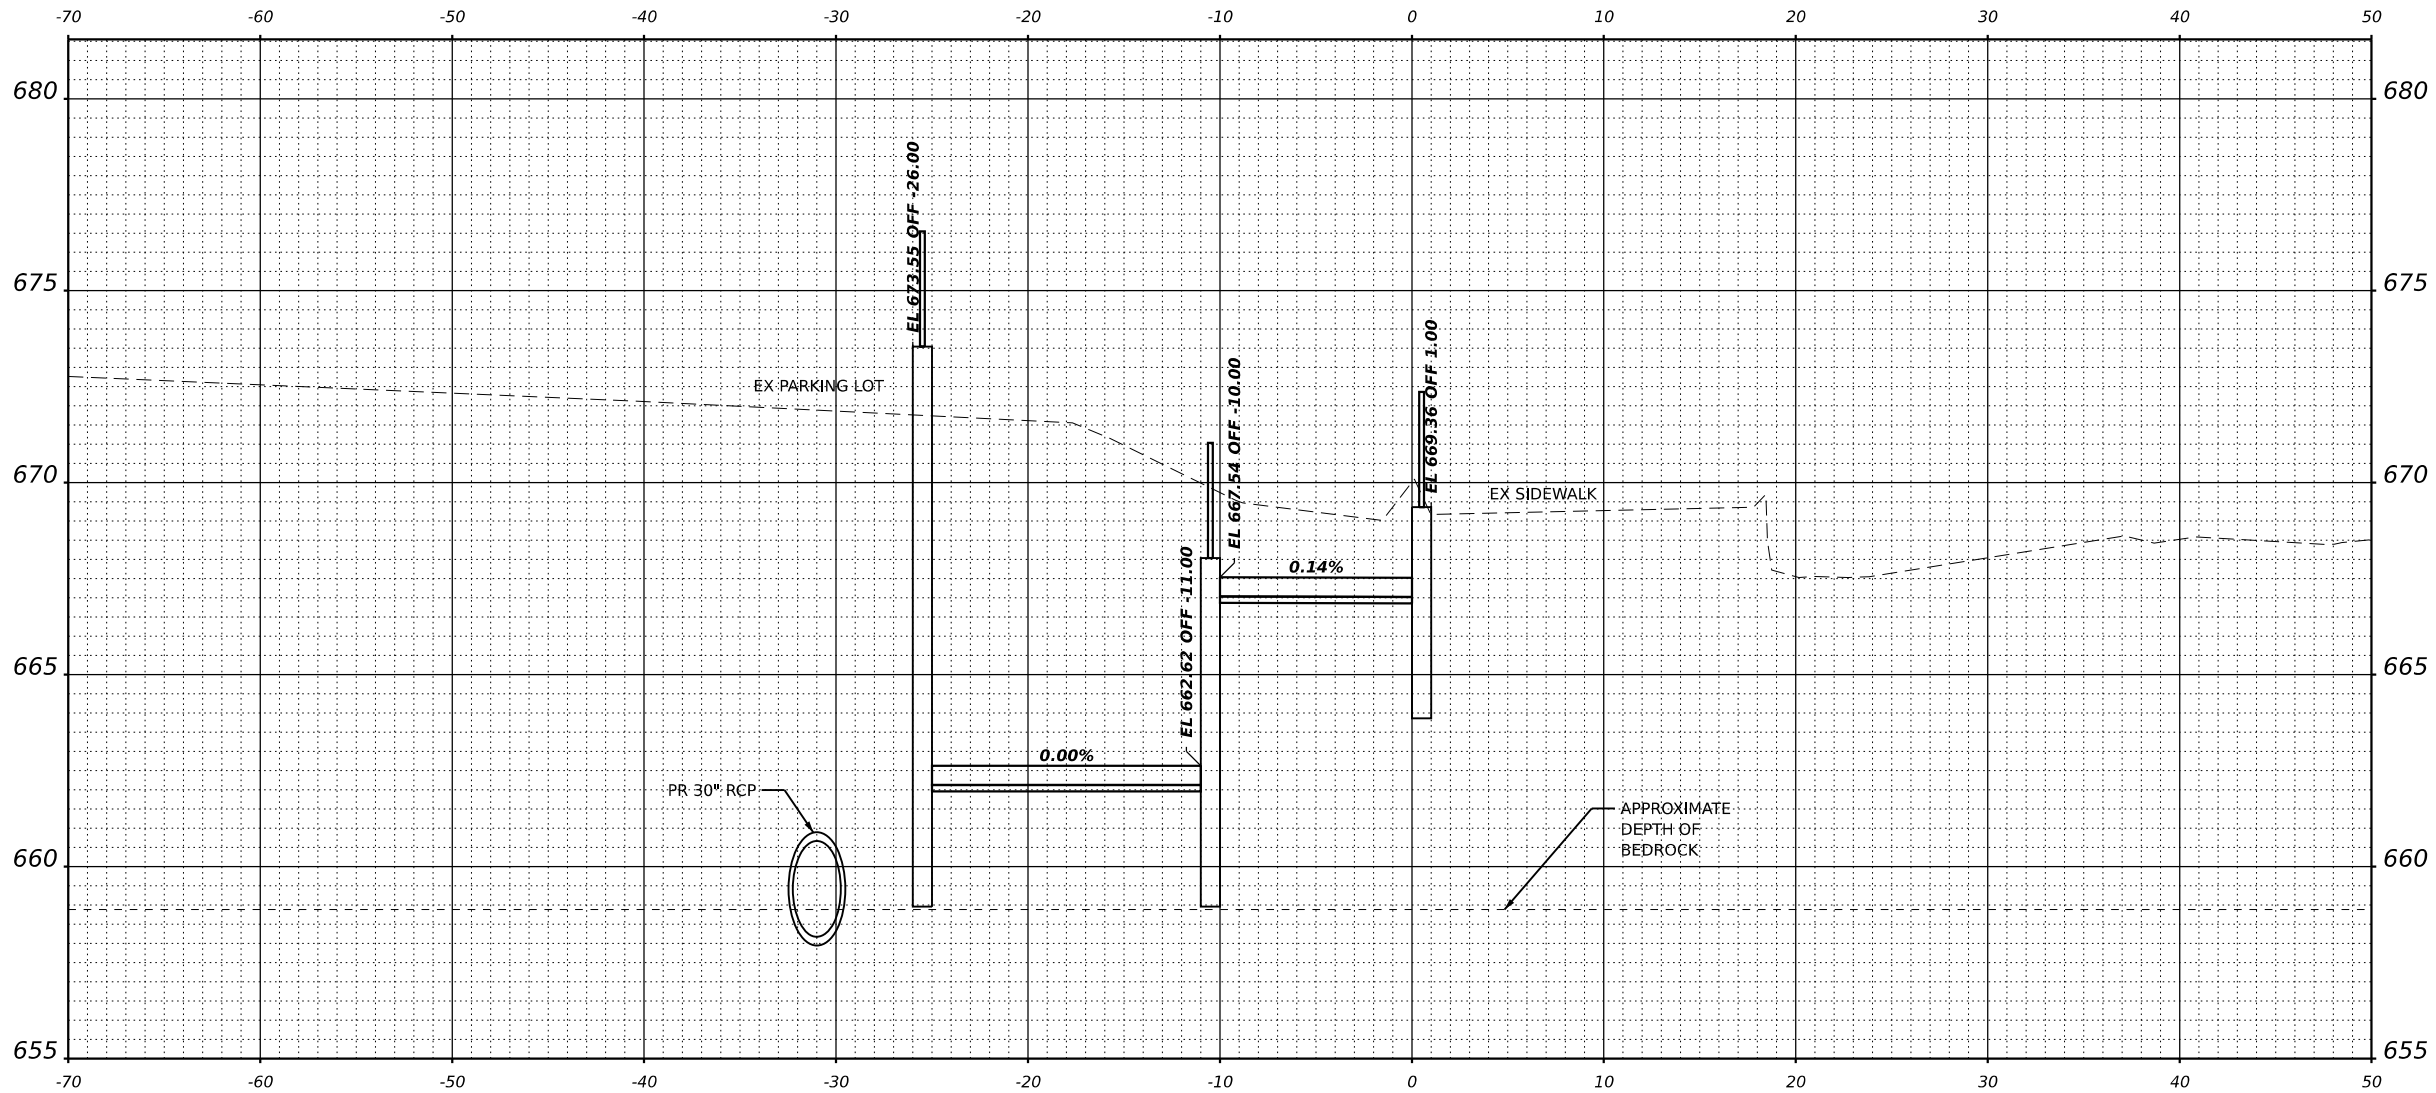 -70 -60 -50 -40 -30 -20 -10 0 10 20 30 40 50
680 680
EL 673.55 OFF -26.00
675 675
EL 669.36 OFF 1.00
EL 667.54 OFF -10.00
EX PARKING LOT
670 670
EX SIDEWALK
0.14%
EL 662.62 OFF -11.00
665 665
0.00%
PR 30" RCP
APPROXIMATE
DEPTH OF
BEDROCK
660 660
655 655
-70 -60 -50 -40 -30 -20 -10 0 10 20 30 40 50